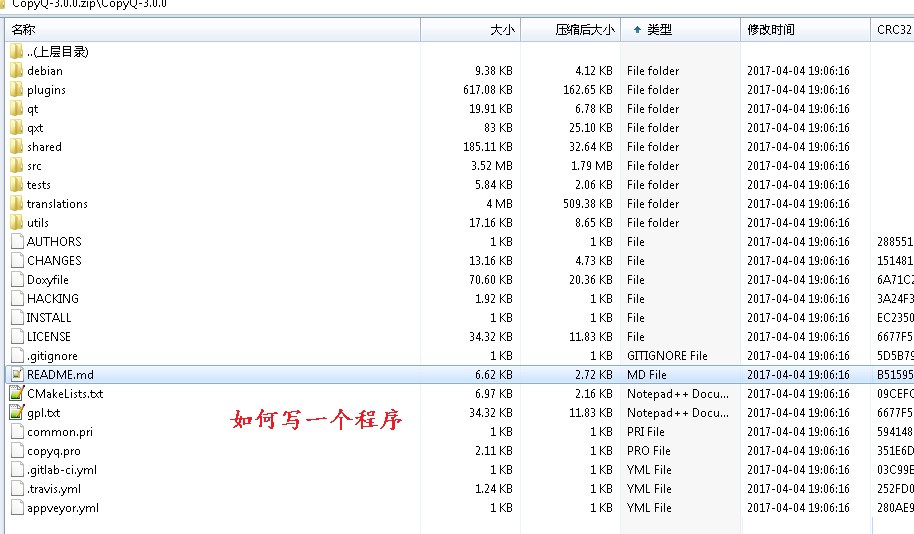 CopyQ-3.0.0.zip\CopyQ-3.0.0
名称 大小 压缩后大小 类型 修改时间 CRC32
..(上层目录)
debian 9.38 KB 4.12 KB File folder 2017-04-04 19:06:16
plugins 617.08 KB 162.65 KB File folder 2017-04-04 19:06:16
qt 19.91 KB 6.78 KB File folder 2017-04-04 19:06:16
qxt 83 KB 25.10 KB File folder 2017-04-04 19:06:16
shared 185.11 KB 32.64 KB File folder 2017-04-04 19:06:16
src 3.52 MB 1.79 MB File folder 2017-04-04 19:06:16
tests 5.84 KB 2.06 KB File folder 2017-04-04 19:06:16
translations 4 MB 509.38 KB File folder 2017-04-04 19:06:16
utils 17.16 KB 8.65 KB File folder 2017-04-04 19:06:16
AUTHORS 1 KB 1 KB File 2017-04-04 19:06:16 288551
CHANGES 13.16 KB 4.73 KB File 2017-04-04 19:06:16 151481
Doxyfile 70.60 KB 20.36 KB File 2017-04-04 19:06:16 6A71C2
HACKING 1.92 KB 1 KB File 2017-04-04 19:06:16 3A24F3
INSTALL 1 KB 1 KB File 2017-04-04 19:06:16 EC2350
LICENSE 34.32 KB 11.83 KB File 2017-04-04 19:06:16 6677F5
.gitignore 1 KB 1 KB GITIGNORE File 2017-04-04 19:06:16 5D5B79
README.md 6.62 KB 2.72 KB MD File 2017-04-04 19:06:16 B51595
CMakeLists.txt 6.97 KB 2.16 KB Notepad++ Docu... 2017-04-04 19:06:16 09CEFC
gpl.txt 34.32 KB 11.83 KB Notepad++ Docu... 2017-04-04 19:06:16 6677F5
如何写一个程序
common.pri 1 KB 1 KB PRI File 2017-04-04 19:06:16 594148
copyq.pro 2.11 KB 1 KB PRO File 2017-04-04 19:06:16 351E6D
.gitlab-ci.yml 1 KB 1 KB YML File 2017-04-04 19:06:16 03C99E
.travis.yml 1.24 KB 1 KB YML File 2017-04-04 19:06:16 252FD0
appveyor.yml 1 KB 1 KB YML File 2017-04-04 19:06:16 280AE9